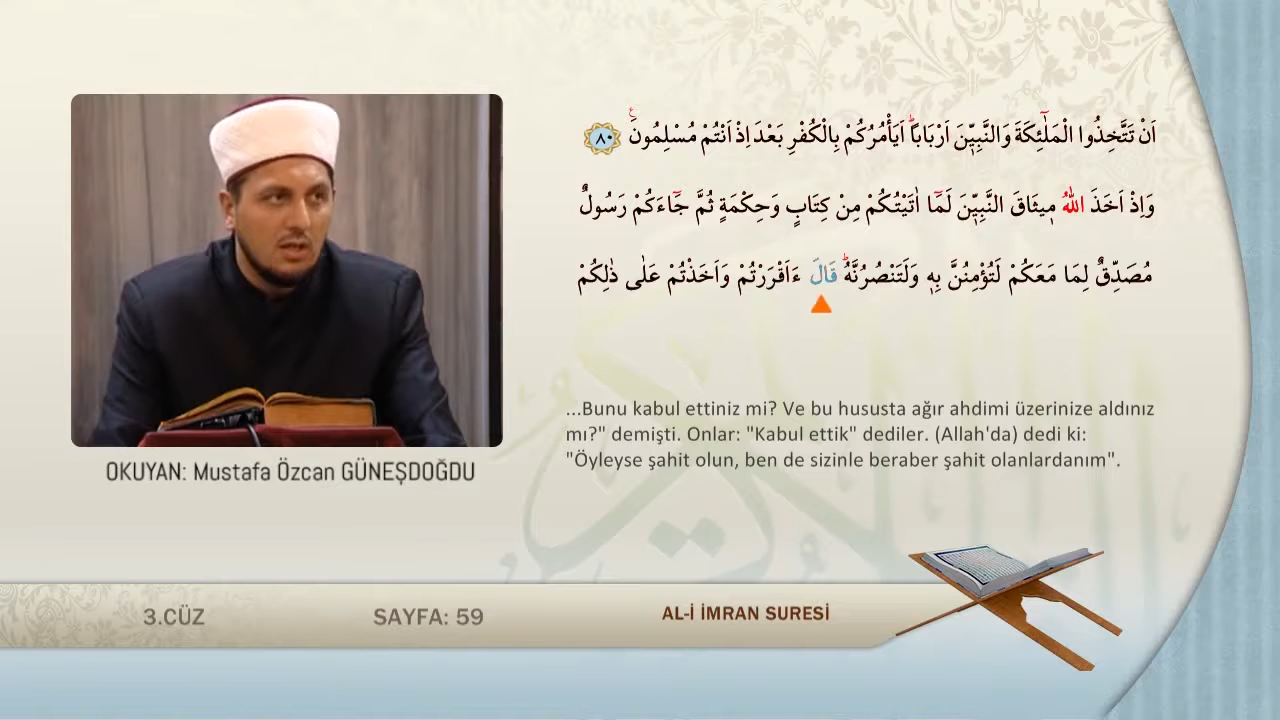 اَنْ تَتَّخِذُوا الْمَلٰٓئِكَةَ وَالنَّبِيّ۪نَ اَرْبَابًاۜ اَيَأْمُرُكُمْ بِالْكُفْرِ بَعْدَ اِذْ اَنْتُمْ مُسْلِمُونَ۟ ٨٠
وَاِذْ اَخَذَ اللّٰهُ م۪يثَاقَ النَّبِيّ۪نَ لَمَٓا اٰتَيْتُكُمْ مِنْ كِتَابٍ وَحِكْمَةٍ ثُمَّ جَٓاءَكُمْ رَسُولٌ
مُصَدِّقٌ لِمَا مَعَكُمْ لَتُؤْمِنُنَّ بِه۪ وَلَتَنْصُرُنَّهُۜ قَالَ ءَاَقْرَرْتُمْ وَاَخَذْتُمْ عَلٰى ذٰلِكُمْ
...Bunu kabul ettiniz mi? Ve bu hususta ağır ahdimi üzerinize aldınız
mı?" demişti. Onlar: "Kabul ettik" dediler. (Allah'da) dedi ki:
"Öyleyse şahit olun, ben de sizinle beraber şahit olanlardanım".
OKUYAN: Mustafa Özcan GÜNEŞDOĞDU
3.CÜZ
SAYFA: 59
AL-İ İMRAN SURESİ